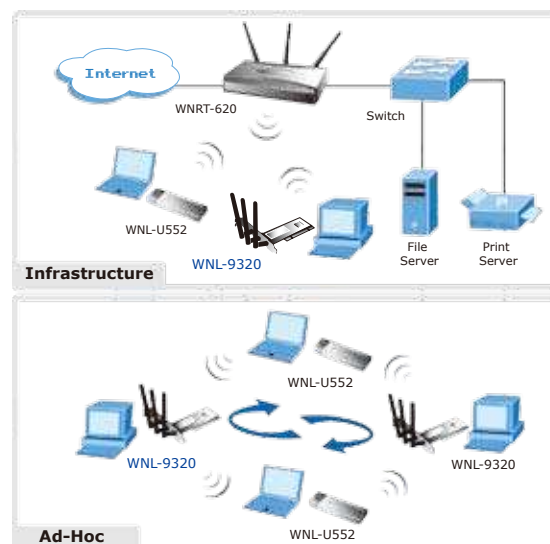 Internet
WNRT-620
Switch
WNL-U552
WNL-9320
File
Server
Print
Server
Infrastructure
WNL-U552
WNL-9320
WNL-9320
WNL-U552
Ad-Hoc